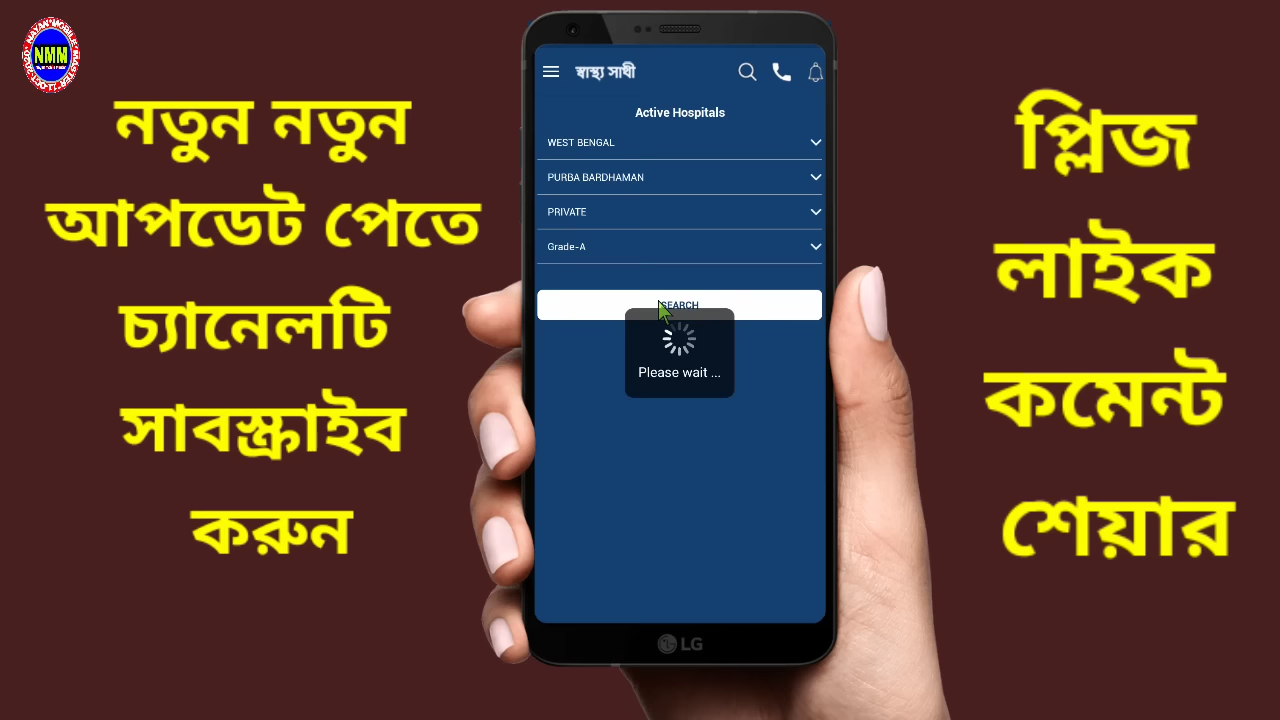 NMM
নতুন নতুন
আপডেট পেতে
চ্যানেলটি
সাবস্ক্রাইব
করুন
স্বাস্থ্য সাথী
Active Hospitals
WEST BENGAL
PURBA BARDHAMAN
PRIVATE
Grade-A
SEARCH
Please wait ...
LG
প্লিজ
লাইক
কমেন্ট
শেয়ার